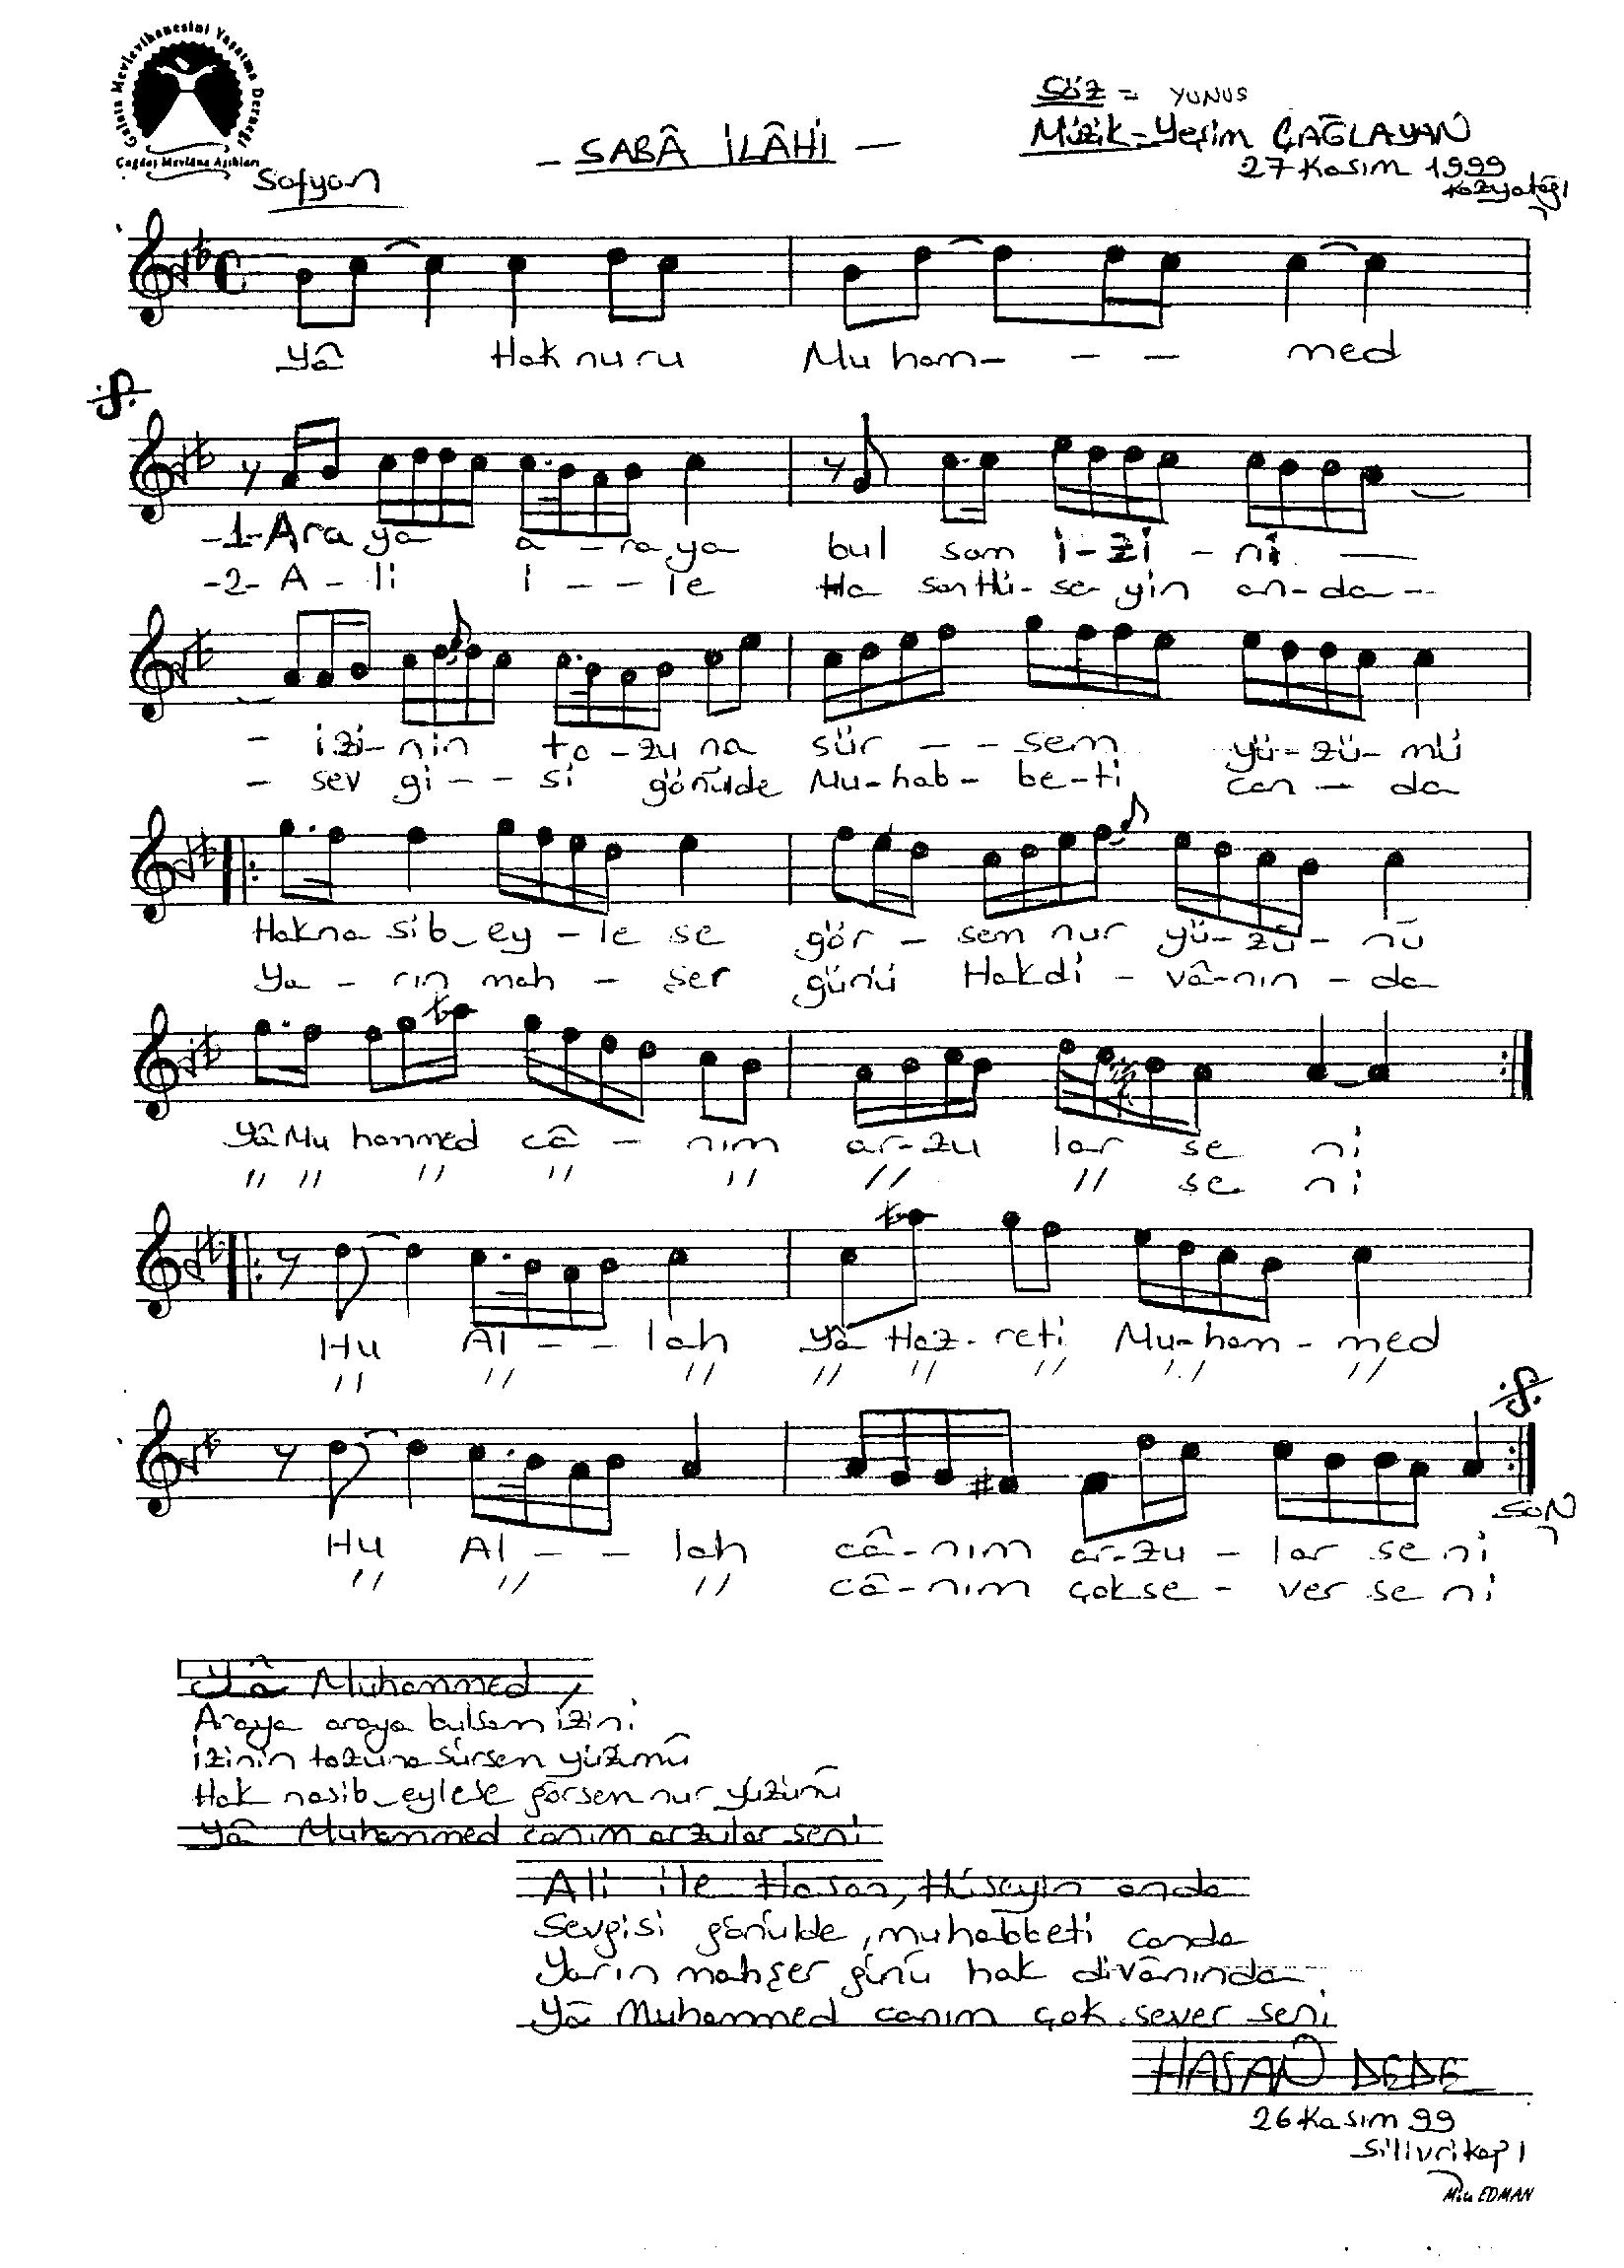 Galata Mevlevihanesini Yaşatma Derneği
Çağdaş Mevlâna Aşıkları
Söz = YUNUS
- SABÂ İLÂHİ -
Müzik - Yeşim ÇAĞLAYAN
27 Kasım 1999
Kozyatağı
Sofyan
Yâ Hak nu ru Mu ham - - - med
-1- Ara ya a - ra ya bul sam i - zi - ni —
-2- A - li i - - le Ha san Hü - se - yin an - da - -
- izi - nin to - zu na sür - - - sem yü - zü - mü
- sev gi - - si gönülde Mu - hab - be - ti can - da
Hak na sib ey - le se gör - sem nur yü - zü - nü
Ya - rın mah - şer günü Hak di - vâ - nın - da
Yâ Mu hammed câ - nım ar - zu lar se ni
" " " " " " " se ni
Hu Al - - lah Yâ Haz - reti Mu - ham - med
" " " " " " " "
Hu Al - - lah câ - nım ar - zu - lar se ni
" " " câ - nım çok se - ver se ni
SON
Yâ Muhammed,
Araya araya bulsam izini
İzinin tozuna sürsem yüzümü
Hak nasib eylese görsem nur yüzünü
Yâ Muhammed canım arzular seni
Ali ile Hasan, Hüseyin anda
Sevgisi gönülde, muhabbeti canda
Yarın mahşer günü hak divânında
Yâ Muhammed canım çok sever seni
HASAN DEDE
26 Kasım 99
Silivrikapı
EDMAN